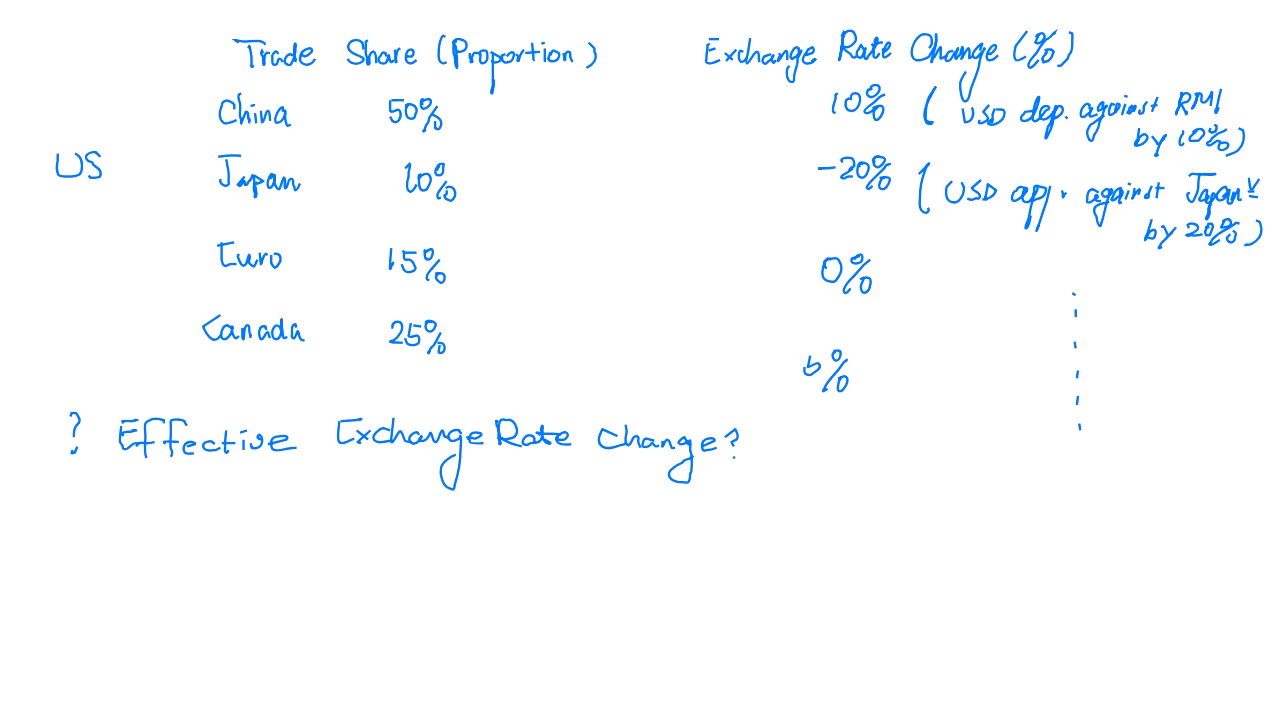 Trade Share (Proportion) Exchange Rate Change (%)
China 50% 10% ( USD dep. against RMB
by 10%)
US Japan 10% -20% ( USD app. against Japan ¥
by 20%)
Euro 15% 0%
Canada 25% 5%
? Effective Exchange Rate Change?